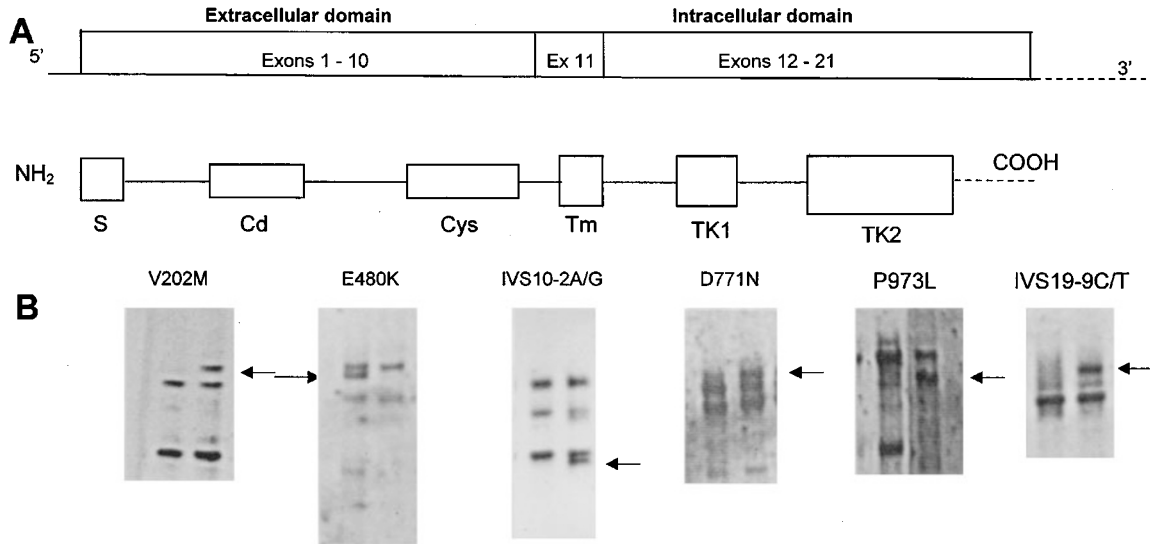 A
Extracellular domain Intracellular domain
5' Exons 1 - 10 Ex 11 Exons 12 - 21 3'
NH2 COOH
S Cd Cys Tm TK1 TK2
B
V202M E480K IVS10-2A/G D771N P973L IVS19-9C/T